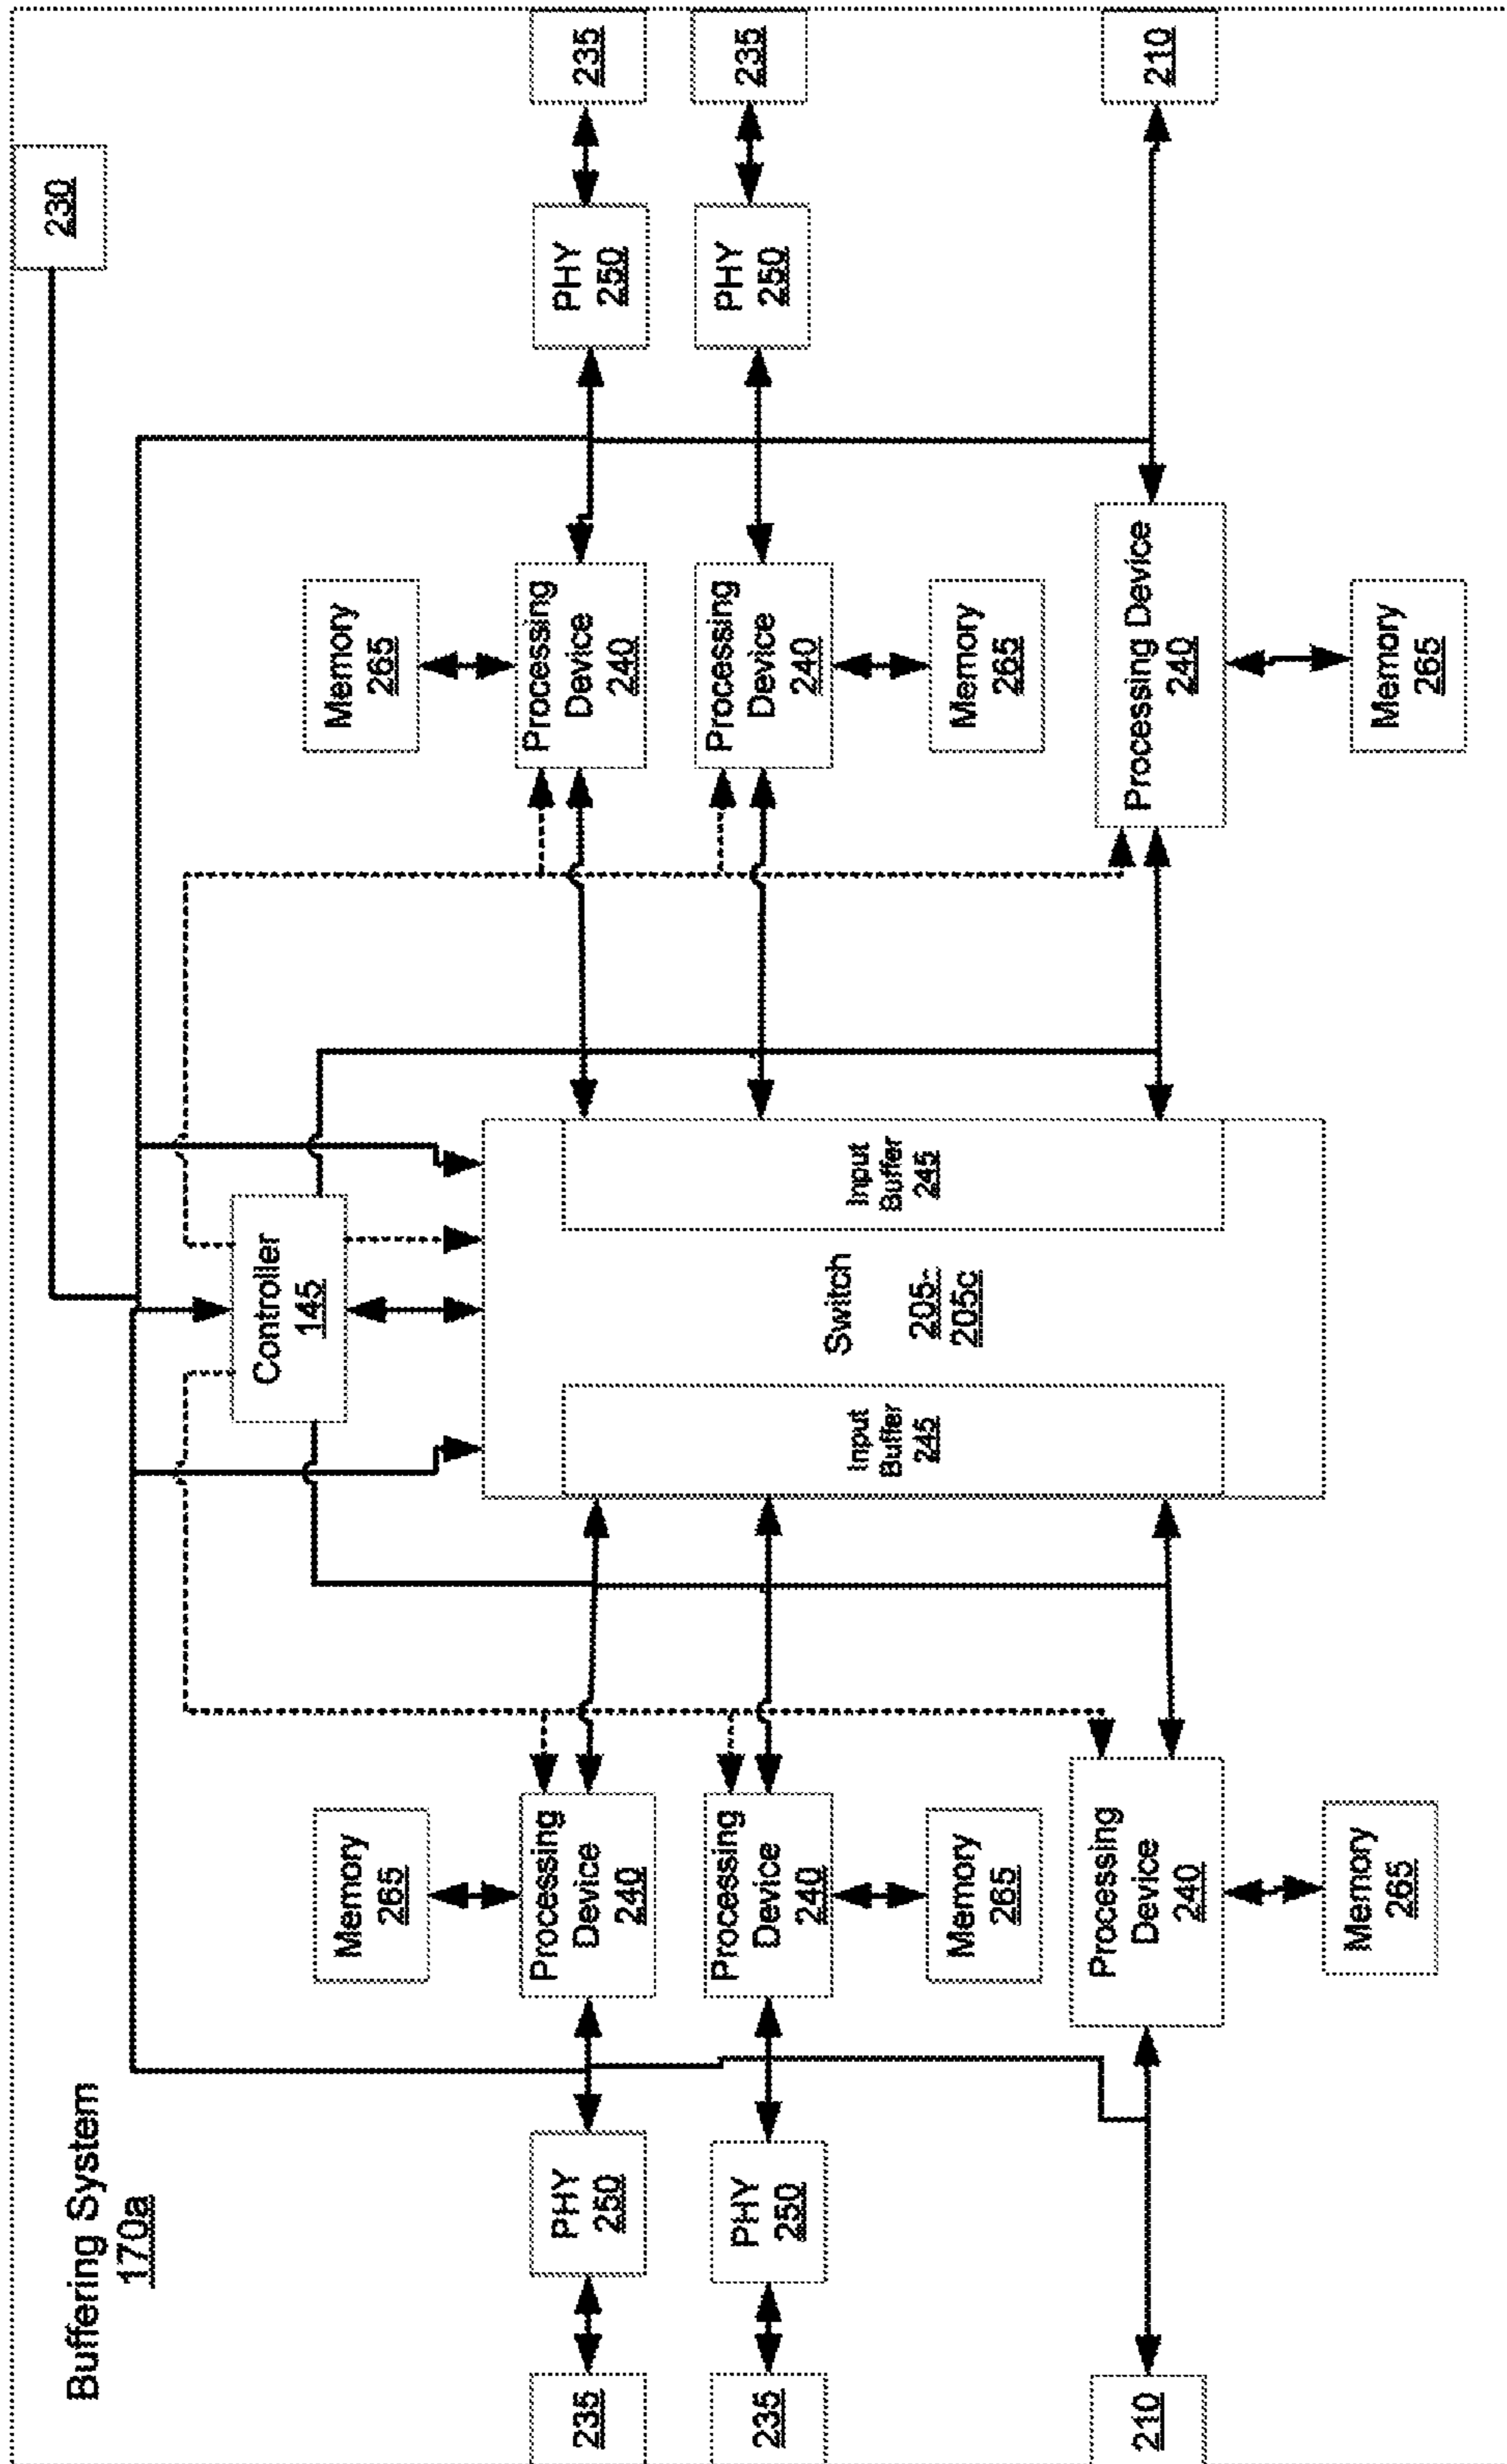 Buffering System
170a
230
Controller
145
Memory
265
Memory
265
235
PHY
250
Processing
Device
240
Processing
Device
240
PHY
250
235
235
PHY
250
Processing
Device
240
Input
Buffer
245
Switch
205-
205c
Input
Buffer
245
Processing
Device
240
PHY
250
235
Memory
265
Memory
265
210
Processing
Device
240
Processing Device
240
210
Memory
265
Memory
265